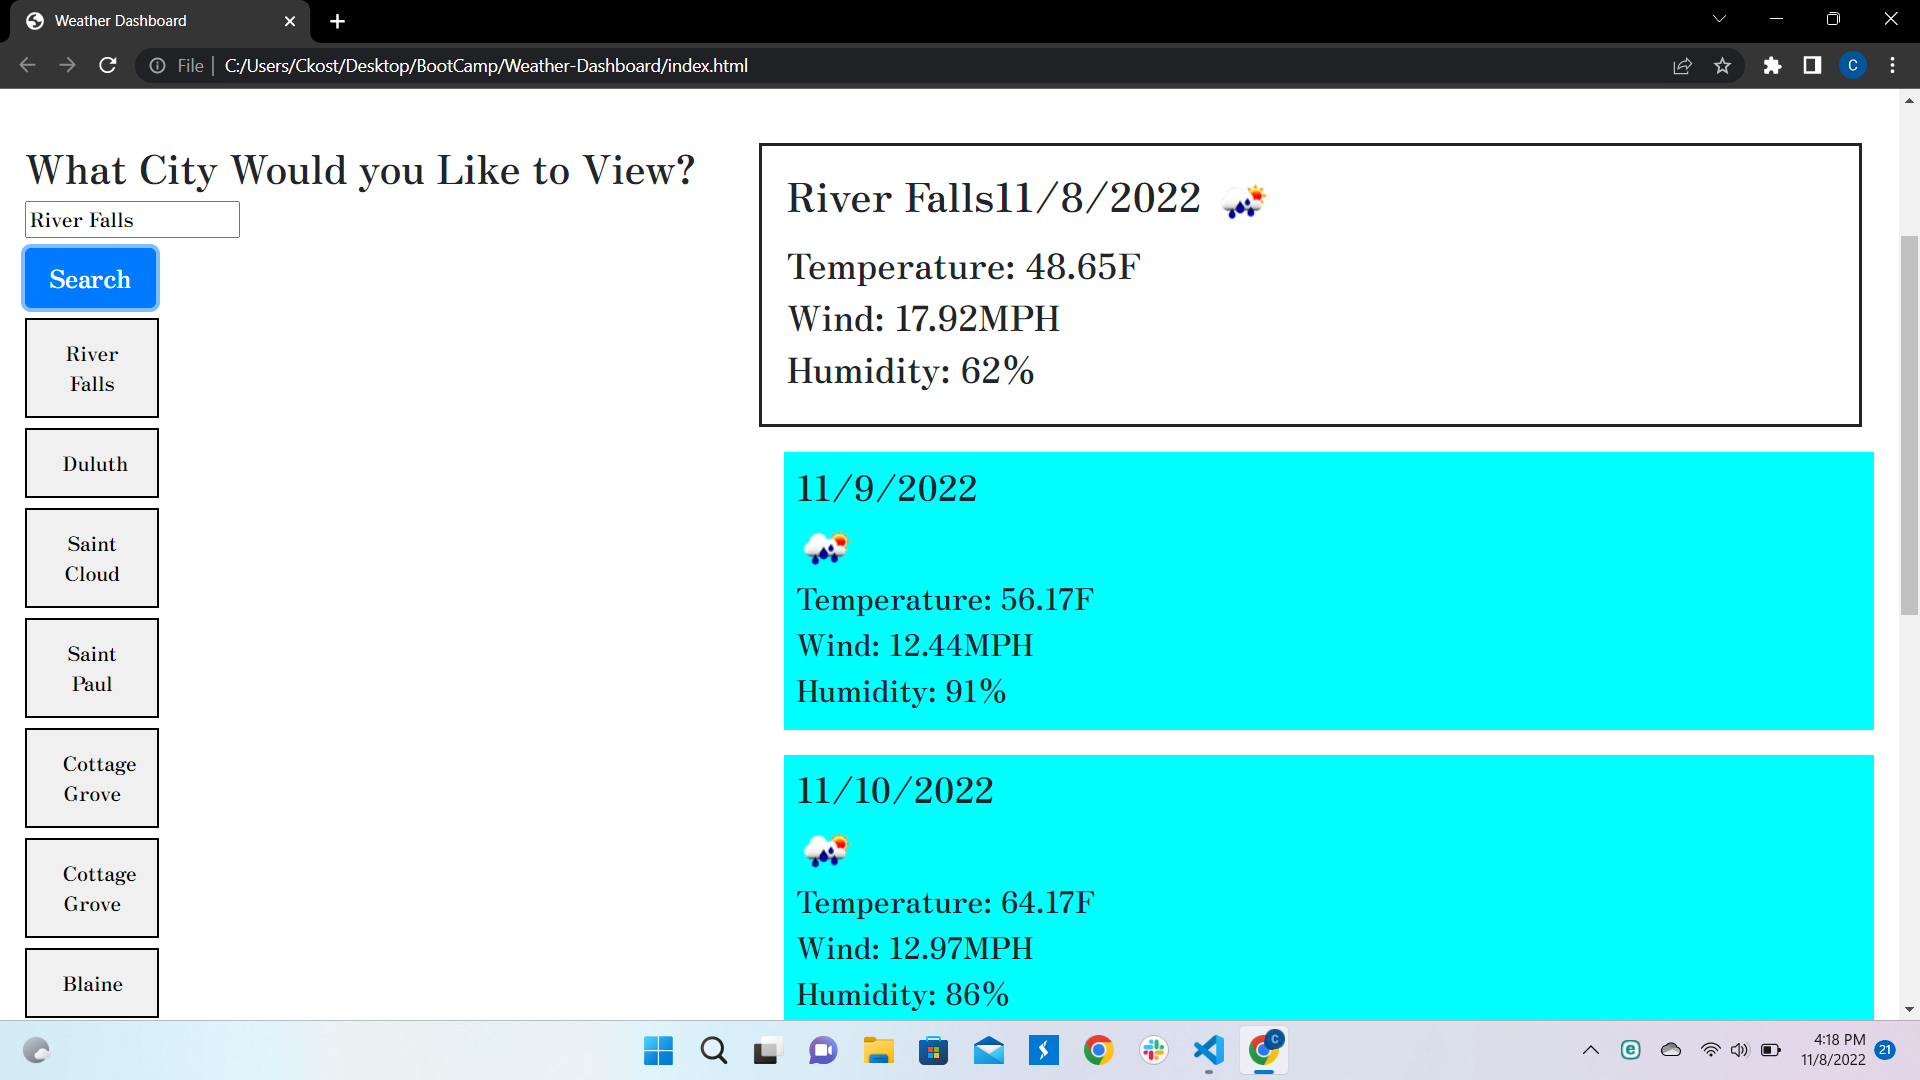 Weather Dashboard
File
C:/Users/Ckost/Desktop/BootCamp/Weather-Dashboard/index.html
C
What City Would you Like to View?
River Falls
Search
River
Falls
Duluth
Saint
Cloud
Saint
Paul
Cottage
Grove
Cottage
Grove
Blaine
River Falls11/8/2022
Temperature: 48.65F
Wind: 17.92MPH
Humidity: 62%
11/9/2022
Temperature: 56.17F
Wind: 12.44MPH
Humidity: 91%
11/10/2022
Temperature: 64.17F
Wind: 12.97MPH
Humidity: 86%
C
e
4:18 PM
11/8/2022
21